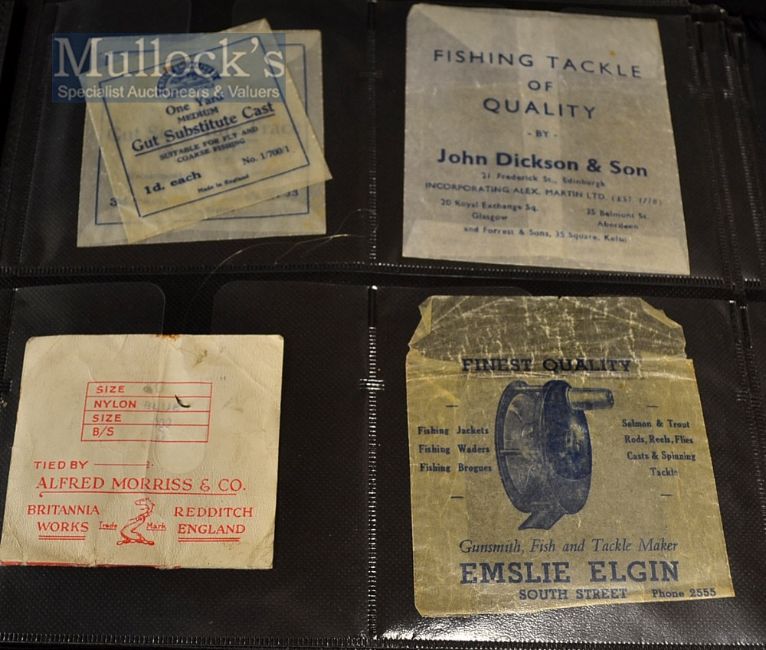 Mullock's
Specialist Auctioneers & Valuers
One Yard
MEDIUM
Gut Substitute Cast
SUITABLE FOR FLY AND
COARSE FISHING
1d. each
No. 1/700/1
Made in England
FISHING TACKLE
OF
QUALITY
- BY -
John Dickson & Son
21 Frederick St., Edinburgh
INCORPORATING ALEX. MARTIN LTD.
20 Royal Exchange Sq.
Glasgow
25 Belmont St.
Aberdeen
and Forrest & Sons, 35 Square, Kelso
SIZE
NYLON BLUE
SIZE
B/S
TIED BY
ALFRED MORRISS & CO.
BRITANNIA
WORKS
Trade Mark
REDDITCH
ENGLAND
FINEST QUALITY
Fishing Jackets
Fishing Waders
Fishing Brogues
Salmon & Trout
Rods, Reels, Flies
Casts & Spinning
Tackle
Gunsmith, Fish and Tackle Maker
EMSLIE ELGIN
SOUTH STREET Phone 2555